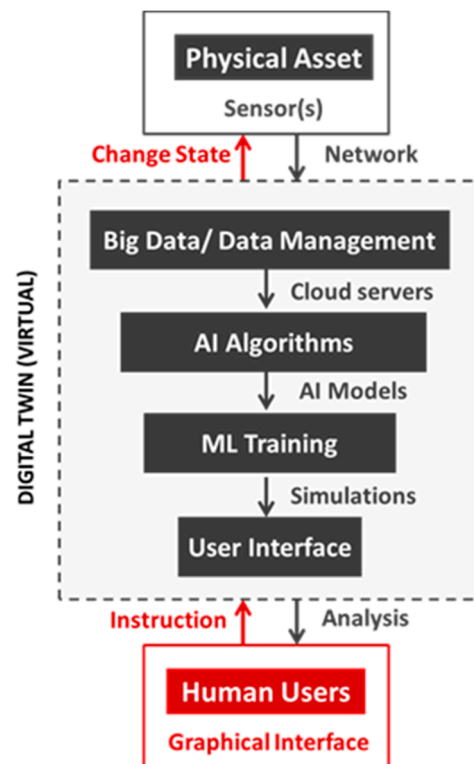 Physical Asset
Sensor(s)
Change State
Network
DIGITAL TWIN (VIRTUAL)
Big Data/ Data Management
Cloud servers
AI Algorithms
AI Models
ML Training
Simulations
User Interface
Instruction
Analysis
Human Users
Graphical Interface